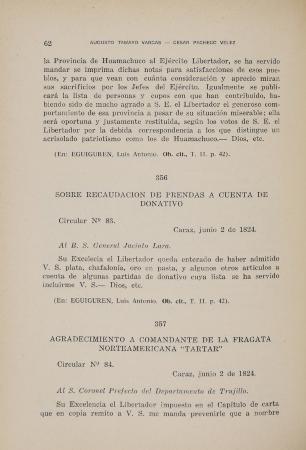 62
AUGUSTO TAMAYO VARGAS — CESAR PACHECO VELEZ
la Provincia de Huamachuco al Ejército Libertador, se ha servido
mandar se imprima dichas notas para satisfacciones de esos pue-
blos, y para que vean con cuánta consideración y aprecio miran
sus sacrificios por los Jefes del Ejército. Igualmente se publi-
cará la lista de personas y cupos con que han contribuido, ha-
biendo sido de mucho agrado a S. E. el Libertador el generoso com-
portamiento de esa provincia a pesar de su situación miserable; ella
será oportuna y justamente restituída, según los votos de S. E. el
Libertador por la debida correspondencia a los que distingue un
acrisolado patriotismo como los de Huamachuco.— Dios, etc.
(En: EGUIGUREN, Luis Antonio. Ob. cit., T. II. p. 42).
356
SOBRE RECAUDACION DE PRENDAS A CUENTA DE
DONATIVO
Circular Nº 83.
Caraz, junio 2 de 1824.
Al B. S. General Jacinto Lara.
Su Excelecia el Libertador queda enterado de haber admitido
V. S. plata, chafalonía, oro en pasta, y algunos otros artículos a
cuenta de algunas partidas de donativo cuya lista se ha servido
incluirme V. S.— Dios, etc.
(En: EGUIGUREN, Luis Antonio. Ob. cit., T. II. p. 42).
357
AGRADECIMIENTO A COMANDANTE DE LA FRAGATA
NORTEAMERICANA "TARTAR"
Circular Nº 84.
Caraz, junio 2 de 1824.
Al S. Coronel Prefecto del Departamento de Trujillo.
Su Excelencia el Libertador impuesto en el Capítulo de carta
que en copia remito a V. S. me manda prevenirle que a nombre